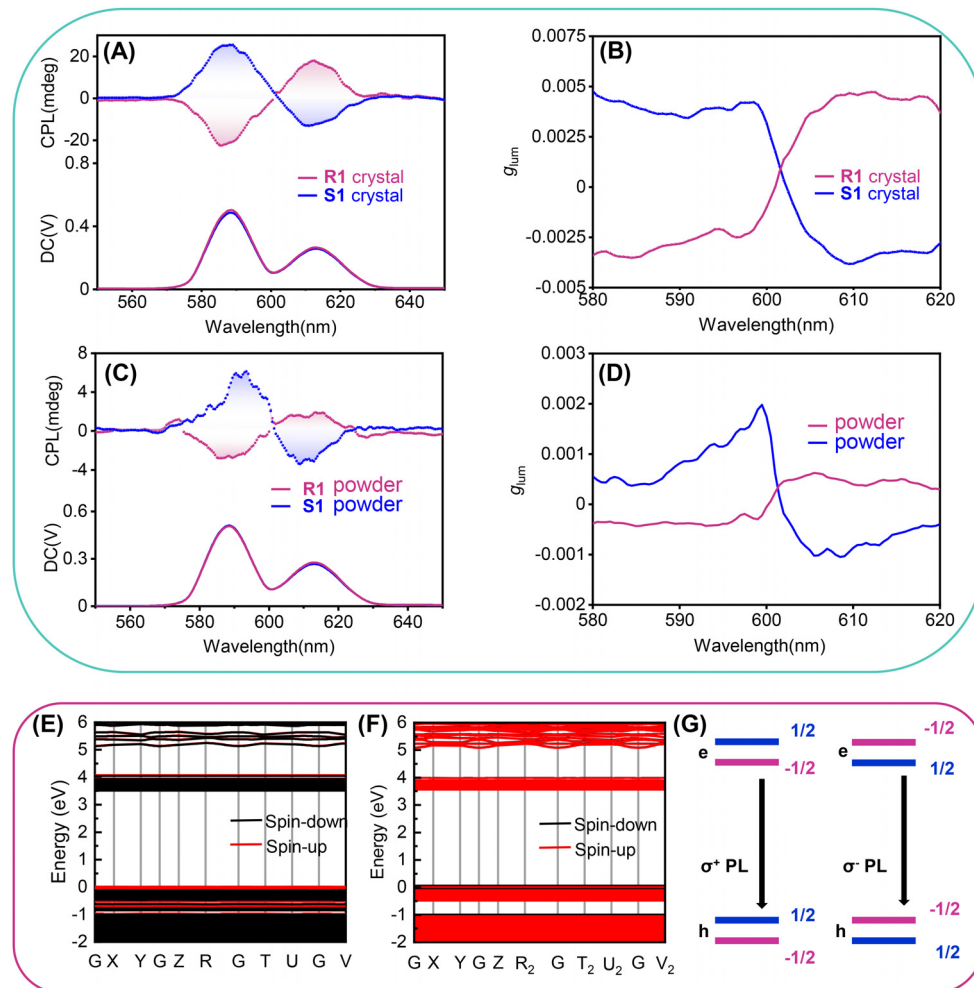 (A)
CPL(mdeg)
20
0
-20
0.8
R1 crystal
S1 crystal
DC(V)
0.4
0
560 580 600 620 640
Wavelength(nm)
(B)
0.0075
0.005
0.0025
0
-0.0025
-0.005
glum
R1 crystal
S1 crystal
580 590 600 610 620
Wavelength(nm)
(C)
CPL(mdeg)
8
4
0
-4
R1 powder
S1 powder
DC(V)
0.6
0.3
0
560 580 600 620 640
Wavelength(nm)
(D)
0.003
0.002
0.001
0
-0.001
-0.002
glum
powder
powder
580 590 600 610 620
Wavelength(nm)
(E)
Energy (eV)
6
5
4
3
2
1
0
-1
-2
Spin-down
Spin-up
G X Y G Z R G T U G V
(F)
Energy (eV)
6
5
4
3
2
1
0
-1
-2
Spin-down
Spin-up
G X Y G Z R2 G T2 U2 G V2
(G)
e
1/2
-1/2
e
-1/2
1/2
σ+ PL
σ- PL
h
1/2
-1/2
h
-1/2
1/2